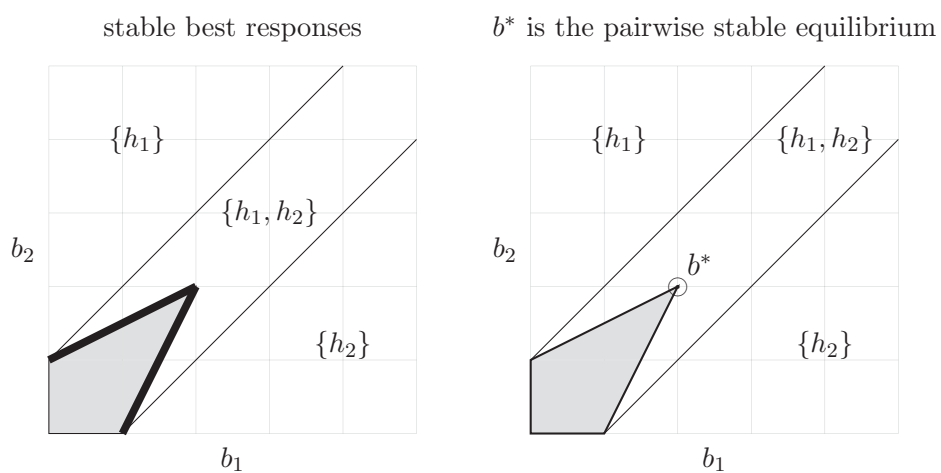 stable best responses
{h₁}
{h₁, h₂}
b₂
{h₂}
b₁
b* is the pairwise stable equilibrium
{h₁}
{h₁, h₂}
b₂
b*
{h₂}
b₁